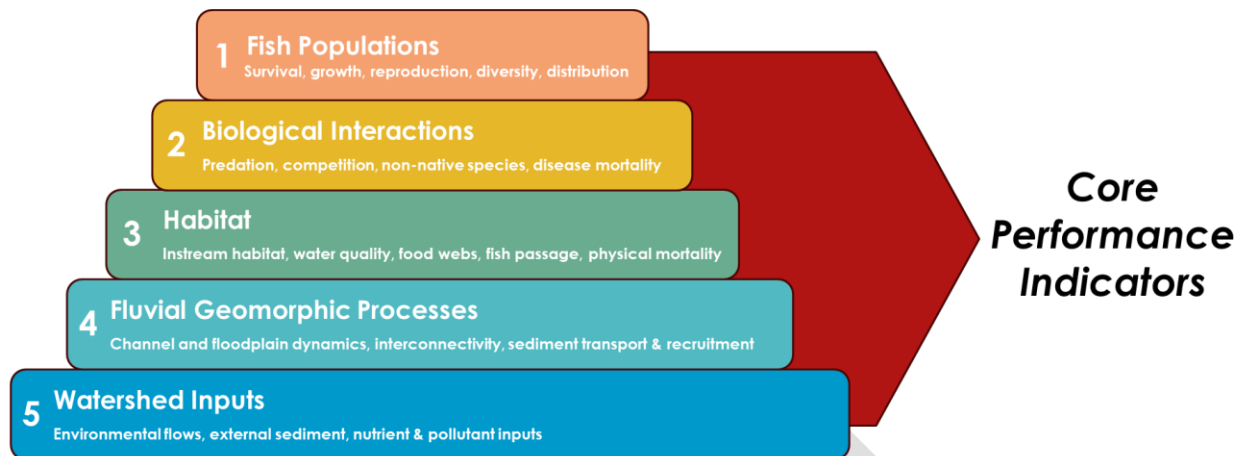 1 Fish Populations
Survival, growth, reproduction, diversity, distribution
2 Biological Interactions
Predation, competition, non-native species, disease mortality
3 Habitat
Instream habitat, water quality, food webs, fish passage, physical mortality
4 Fluvial Geomorphic Processes
Channel and floodplain dynamics, interconnectivity, sediment transport & recruitment
5 Watershed Inputs
Environmental flows, external sediment, nutrient & pollutant inputs
Core
Performance
Indicators